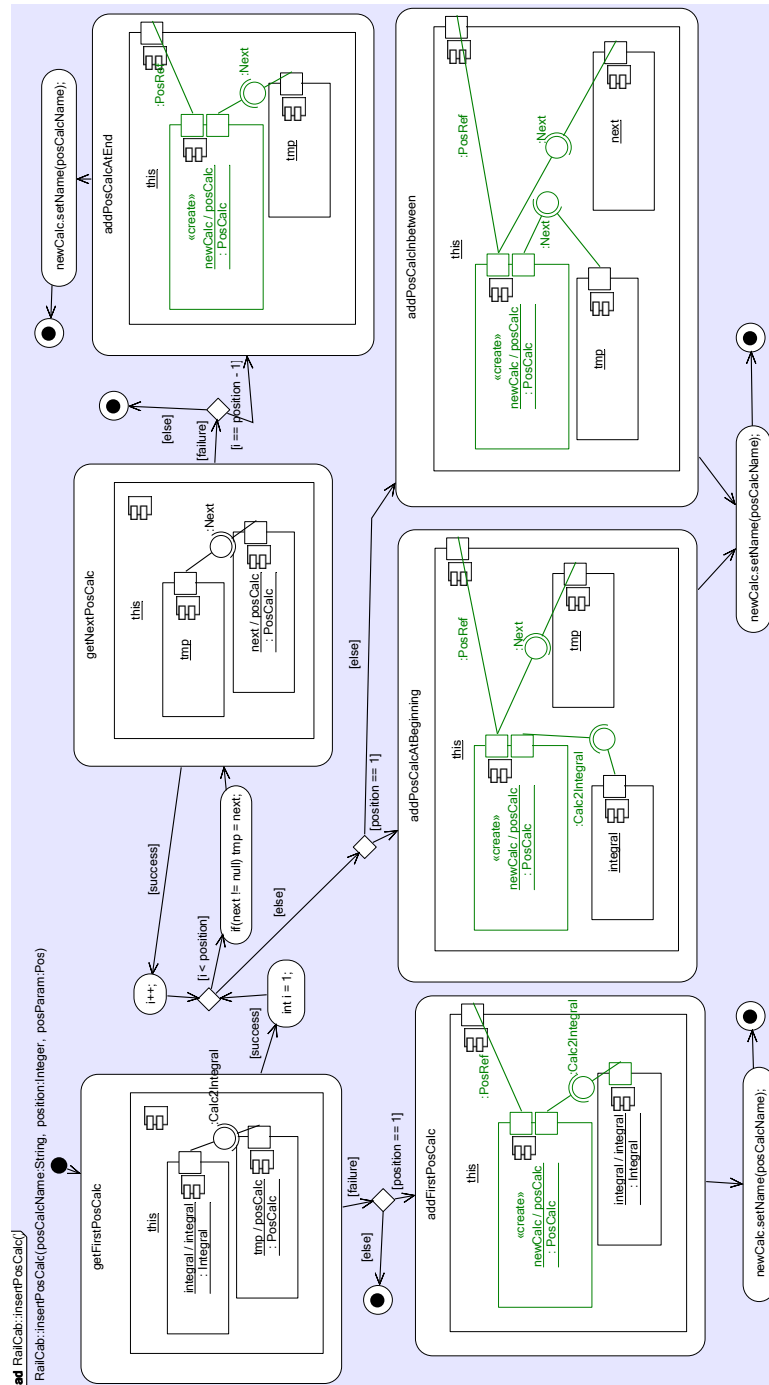 ad RailCab::insertPosCalc()
RailCab::insertPosCalc(posCalcName:String, position:Integer, posParam:Pos)
getFirstPosCalc
this
integral / integral
: Integral
:Calc2Integral
tmp / posCalc
: PosCalc
[success]
int i = 1;
i++;
[success]
[i < position]
if(next != null) tmp = next;
[else]
getNextPosCalc
this
tmp
:Next
next / posCalc
: PosCalc
[failure]
[else]
[i == position - 1]
addPosCalcAtEnd
this
:PosRef
«create»
newCalc / posCalc
: PosCalc
:Next
tmp
newCalc.setName(posCalcName);
[failure]
[else]
[position == 1]
addFirstPosCalc
this
:PosRef
«create»
newCalc / posCalc
: PosCalc
:Calc2Integral
integral / integral
: Integral
newCalc.setName(posCalcName);
[position == 1]
[else]
addPosCalcAtBeginning
this
:PosRef
«create»
newCalc / posCalc
: PosCalc
:Next
tmp
:Calc2Integral
integral
addPosCalcInbetween
this
:PosRef
«create»
newCalc / posCalc
: PosCalc
:Next
:Next
tmp
next
newCalc.setName(posCalcName);